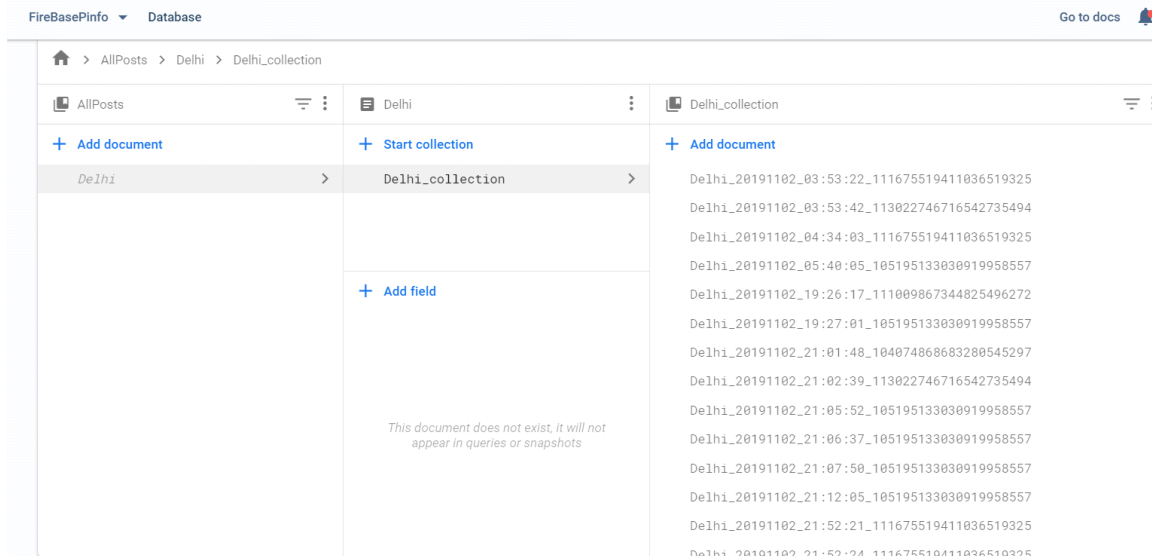 FireBasePinfo Database Go to docs
AllPosts Delhi Delhi_collection
AllPosts Delhi Delhi_collection
Add document Start collection Add document
Delhi Delhi_collection Delhi_20191102_03:53:22_111675519411036519325
Delhi_20191102_03:53:42_113022746716542735494
Delhi_20191102_04:34:03_111675519411036519325
Delhi_20191102_05:40:05_105195133030919958557
Add field Delhi_20191102_19:26:17_111009867344825496272
Delhi_20191102_19:27:01_105195133030919958557
Delhi_20191102_21:01:48_104074868683280545297
Delhi_20191102_21:02:39_113022746716542735494
Delhi_20191102_21:05:52_105195133030919958557
This document does not exist, it will not
appear in queries or snapshots
Delhi_20191102_21:06:37_105195133030919958557
Delhi_20191102_21:07:50_105195133030919958557
Delhi_20191102_21:12:05_105195133030919958557
Delhi_20191102_21:52:21_111675519411036519325
Delhi_20191102_21:52:24_111675519411036519325